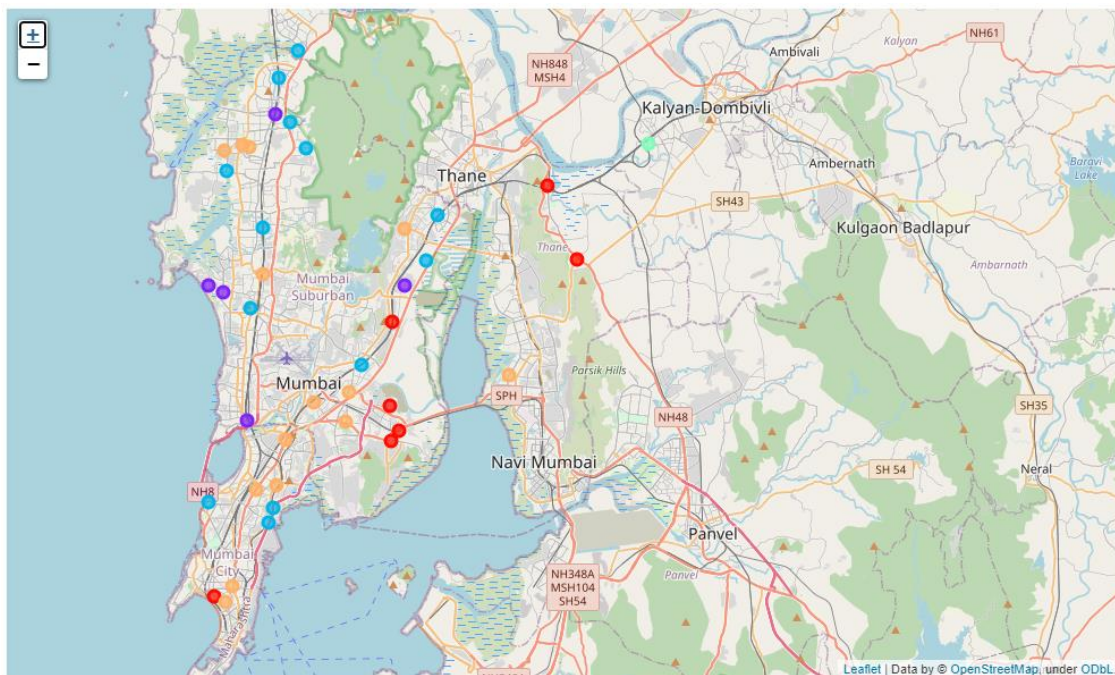 +
−
NH848
MSH4
Ambivali
Kalyan
NH61
Kalyan-Dombivli
Thane
Ambernath
Baravi
Lake
SH43
Kulgaon Badlapur
Thane
Ambarnath
Mumbai
Suburban
Parsik Hills
Mumbai
SPH
NH48
SH35
Navi Mumbai
SH 54
Neral
NH8
Panvel
Mumbai
City
NH348A
MSH104
SH54
Panvel
Maharashtra
Leaflet | Data by © OpenStreetMap, under ODbL